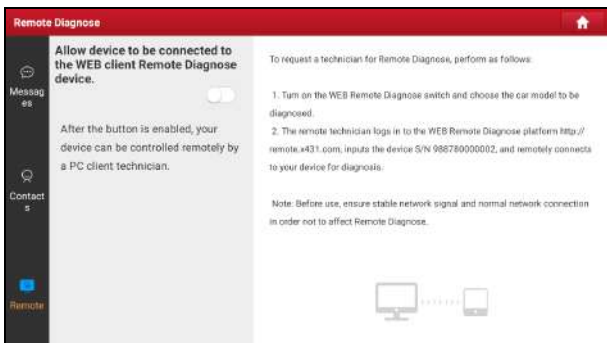 Remote Diagnose
Messag
es
Contact
s
Remote
Allow device to be connected to
the WEB client Remote Diagnose
device.
After the button is enabled, your
device can be controlled remotely by
a PC client technician.
To request a technician for Remote Diagnose, perform as follows:
1. Turn on the WEB Remote Diagnose switch and choose the car model to be
diagnosed.
2. The remote technician logs in to the WEB Remote Diagnose platform http://
remote.x431.com, inputs the device S/N 988780000002, and remotely connects
to your device for diagnosis.
Note: Before use, ensure stable network signal and normal network connection
in order not to affect Remote Diagnose.